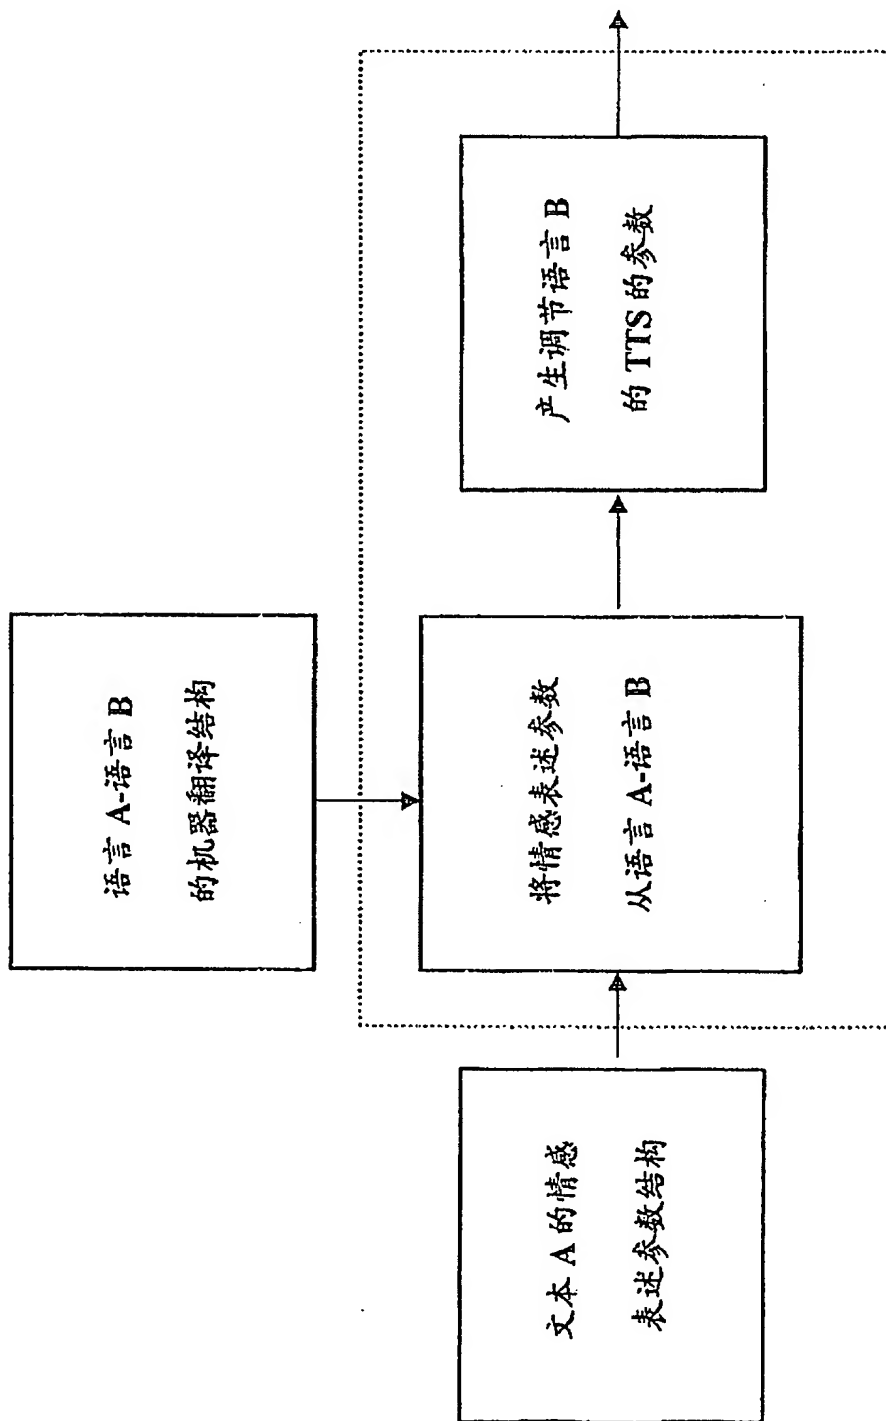 语言 A-语言 B
的机器翻译结构
文本 A 的情感
表述参数结构
将情感表述参数
从语言 A-语言 B
产生调节语言 B
的 TTS 的参数